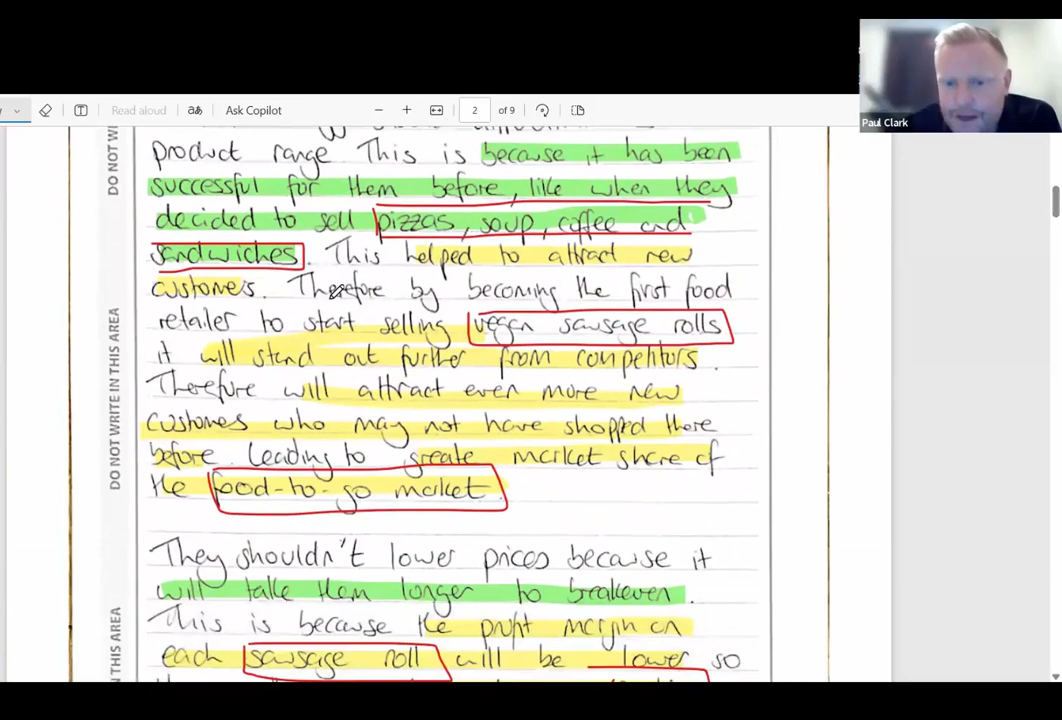 Read aloud
Ask Copilot
2 of 9
Paul Clark
DO NOT WRITE IN THIS AREA
product range. This is because it has been
successful for them before, like when they
decided to sell pizzas, soup, coffee and
sandwiches. This helped to attract new
customers. Therefore by becoming the first food
retailer to start selling vegan sausage rolls
it will stand out further from competitors.
Therefore will attract even more new
customes who may not have shopped there
before. Leading to greate market share of
the food-to-go market.
They shouldn't lower prices because it
will take them longer to breakeven.
This is because the profit margin on
each sausage roll will be lower so
THIS AREA